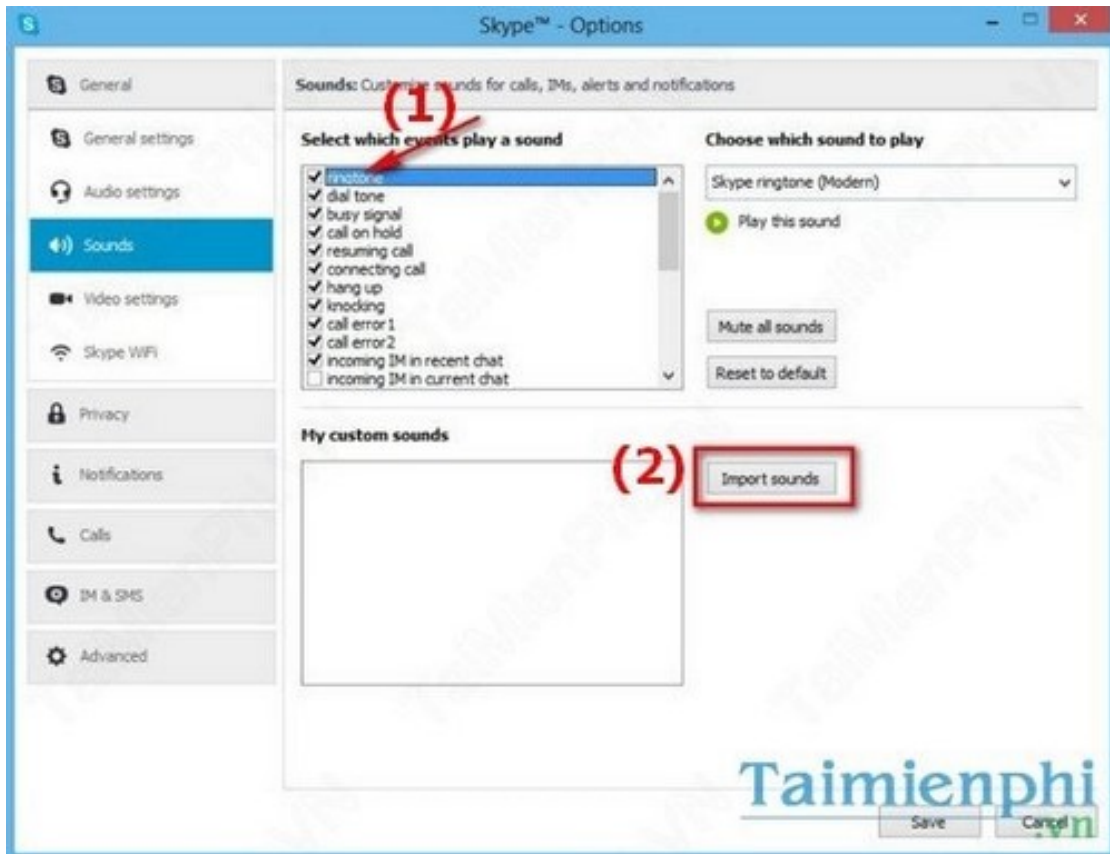 Skype™ - Options
General
General settings
Audio settings
Sounds
Video settings
Skype WiFi
Privacy
Notifications
Calls
IM & SMS
Advanced
Sounds: Customize sounds for calls, IMs, alerts and notifications
(1)
Select which events play a sound
ringtone
dial tone
busy signal
call on hold
resuming call
connecting call
hang up
knocking
call error1
call error2
incoming IM in recent chat
incoming IM in current chat
Choose which sound to play
Skype ringtone (Modern)
Play this sound
Mute all sounds
Reset to default
My custom sounds
(2)
Import sounds
Taimienphi
.vn
Save
Cancel